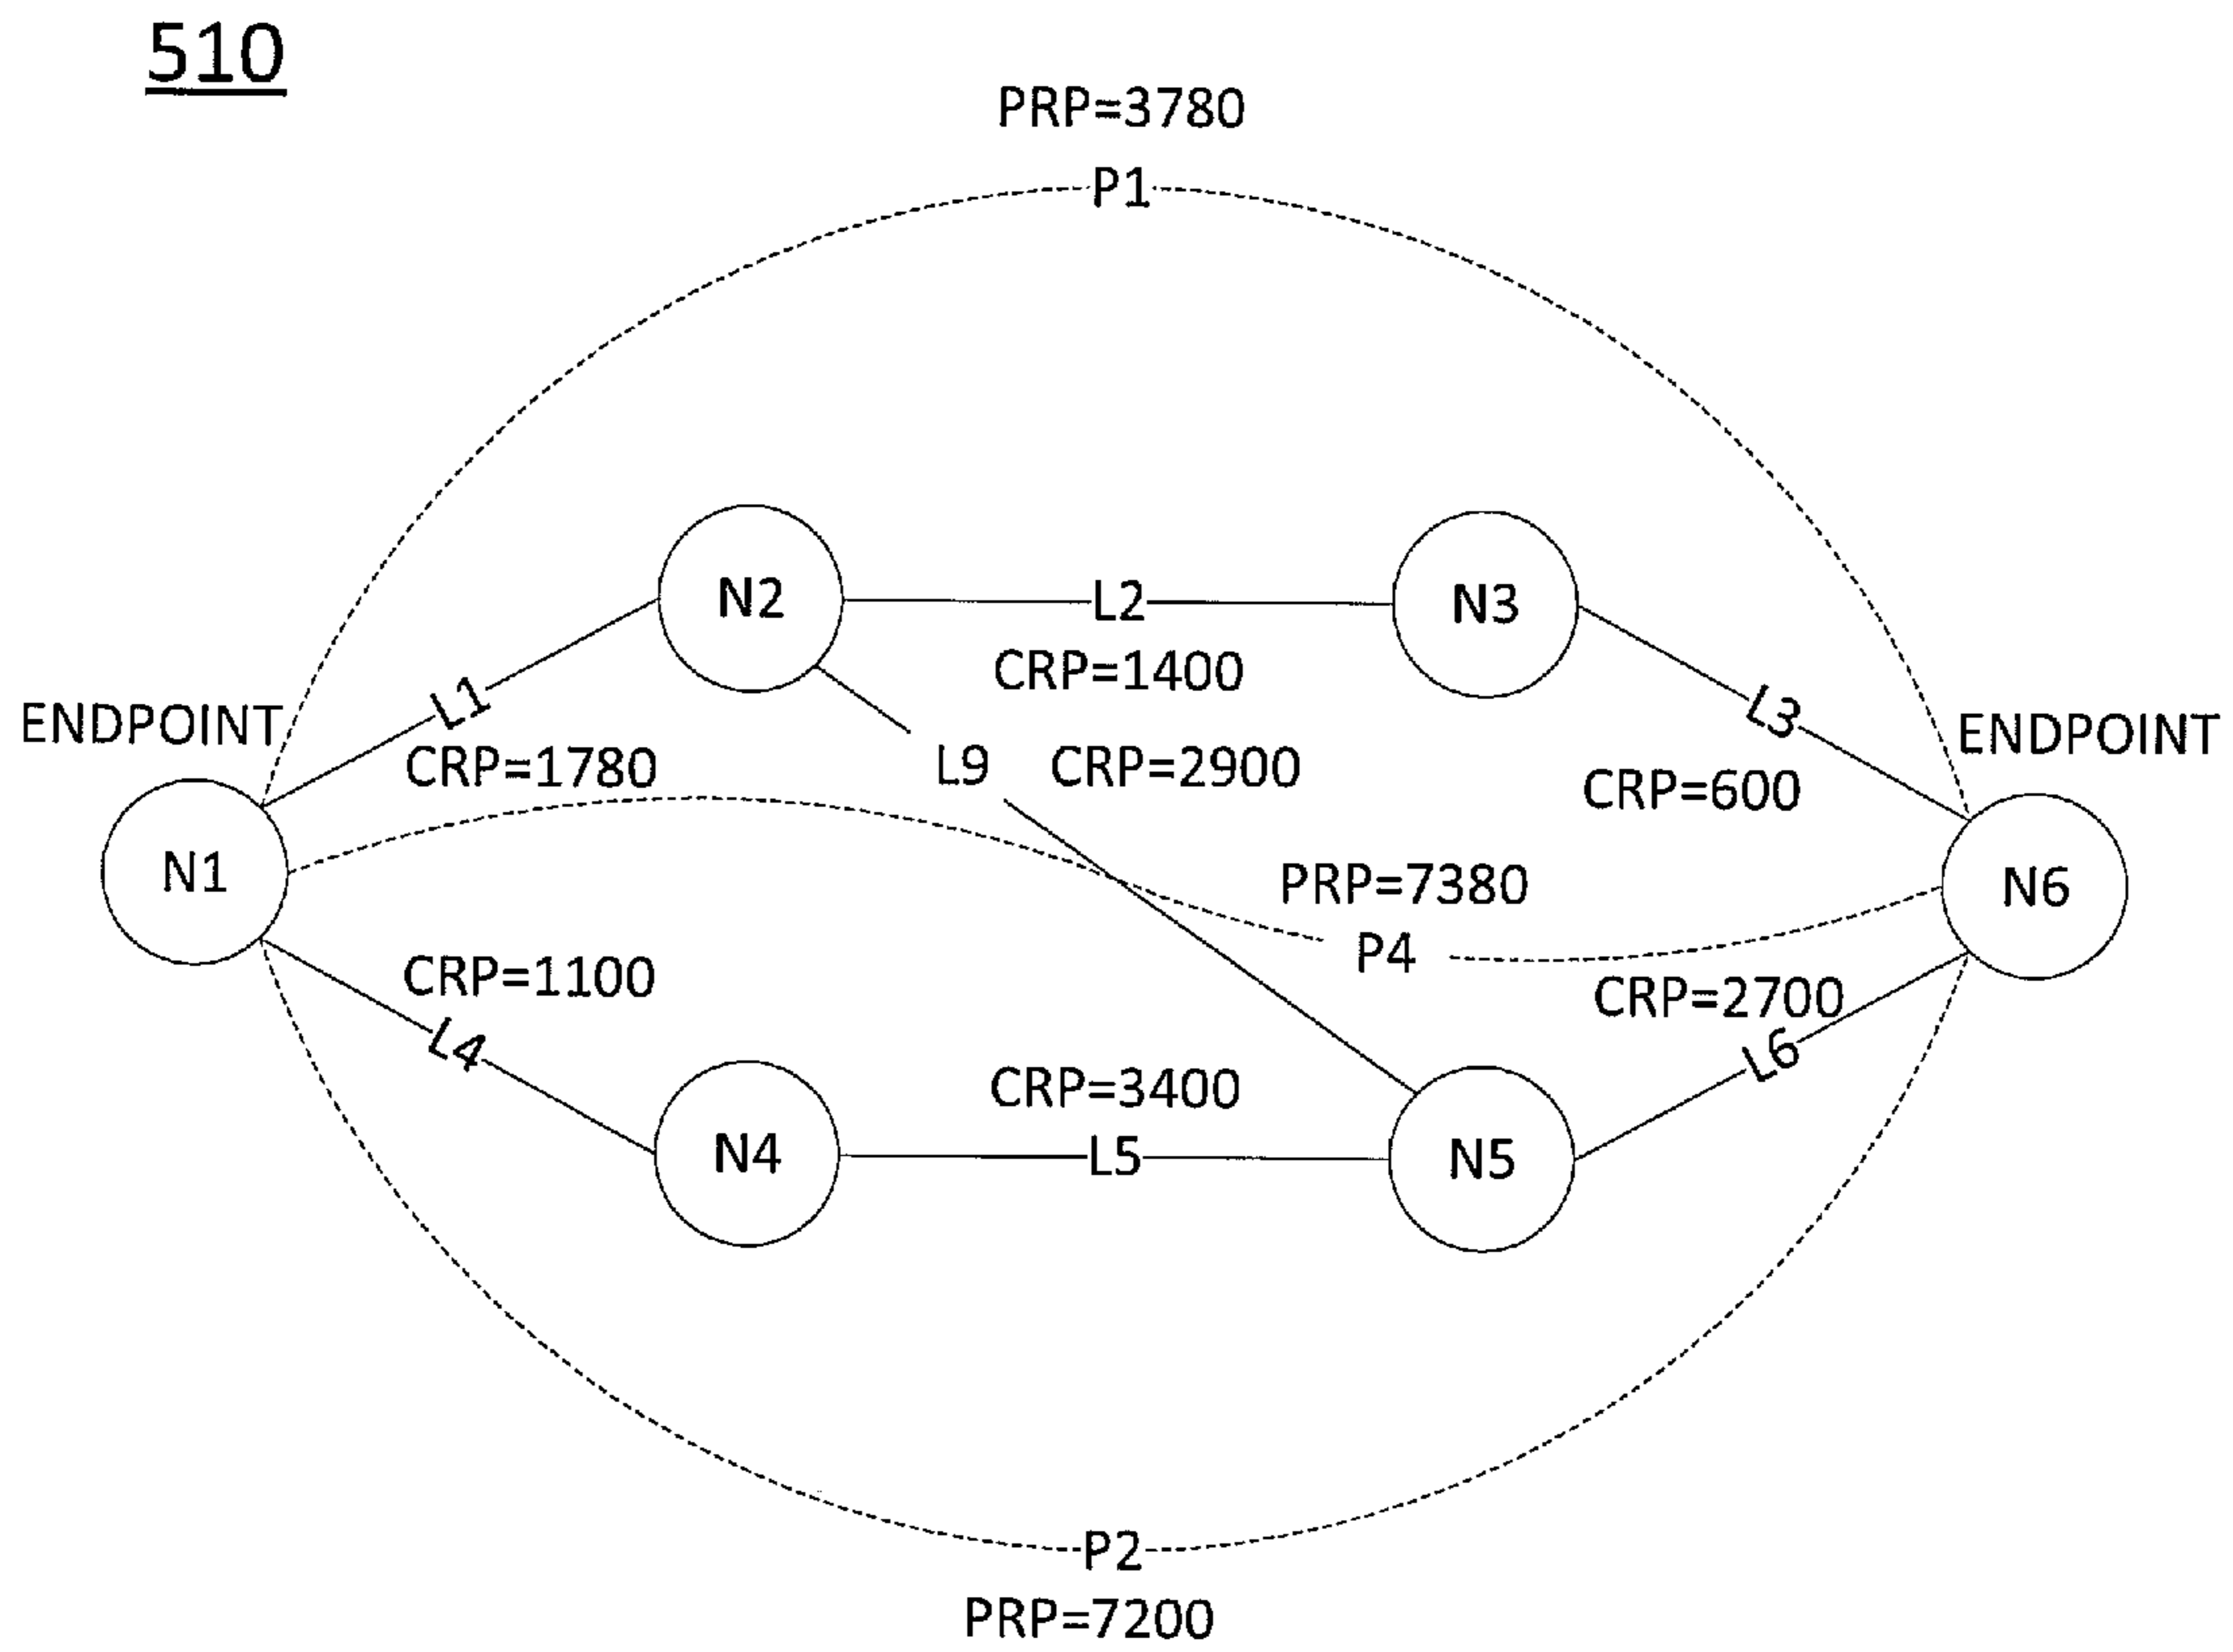 510
PRP=3780
P1
N2
L2
N3
CRP=1400
L1
L3
ENDPOINT
ENDPOINT
CRP=1780
L9
CRP=2900
CRP=600
N1
PRP=7380
N6
P4
CRP=1100
CRP=2700
L4
L6
CRP=3400
N4
L5
N5
P2
PRP=7200